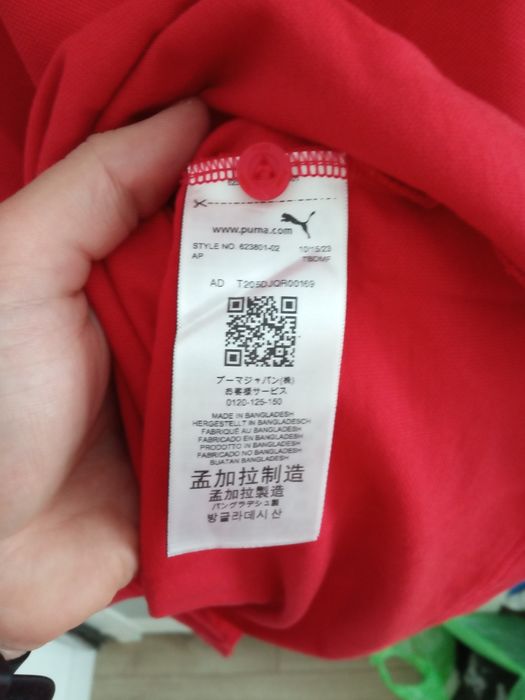 www.puma.com
STYLE NO. 623801-02 10/15/23
AP TBDMF
AD T205DJQR00169
プーマジャパン(株)
お客様サービス
0120-125-150
MADE IN BANGLADESH
HERGESTELLT IN BANGLADESCH
FABRIQUÉ AU BANGLADESH
FABRICADO EN BANGLADESH
PRODOTTO IN BANGLADESH
FABRICADO NO BANGLADESH
BUATAN BANGLADESH
孟加拉制造
孟加拉製造
バングラデシュ製
방글라데시 산